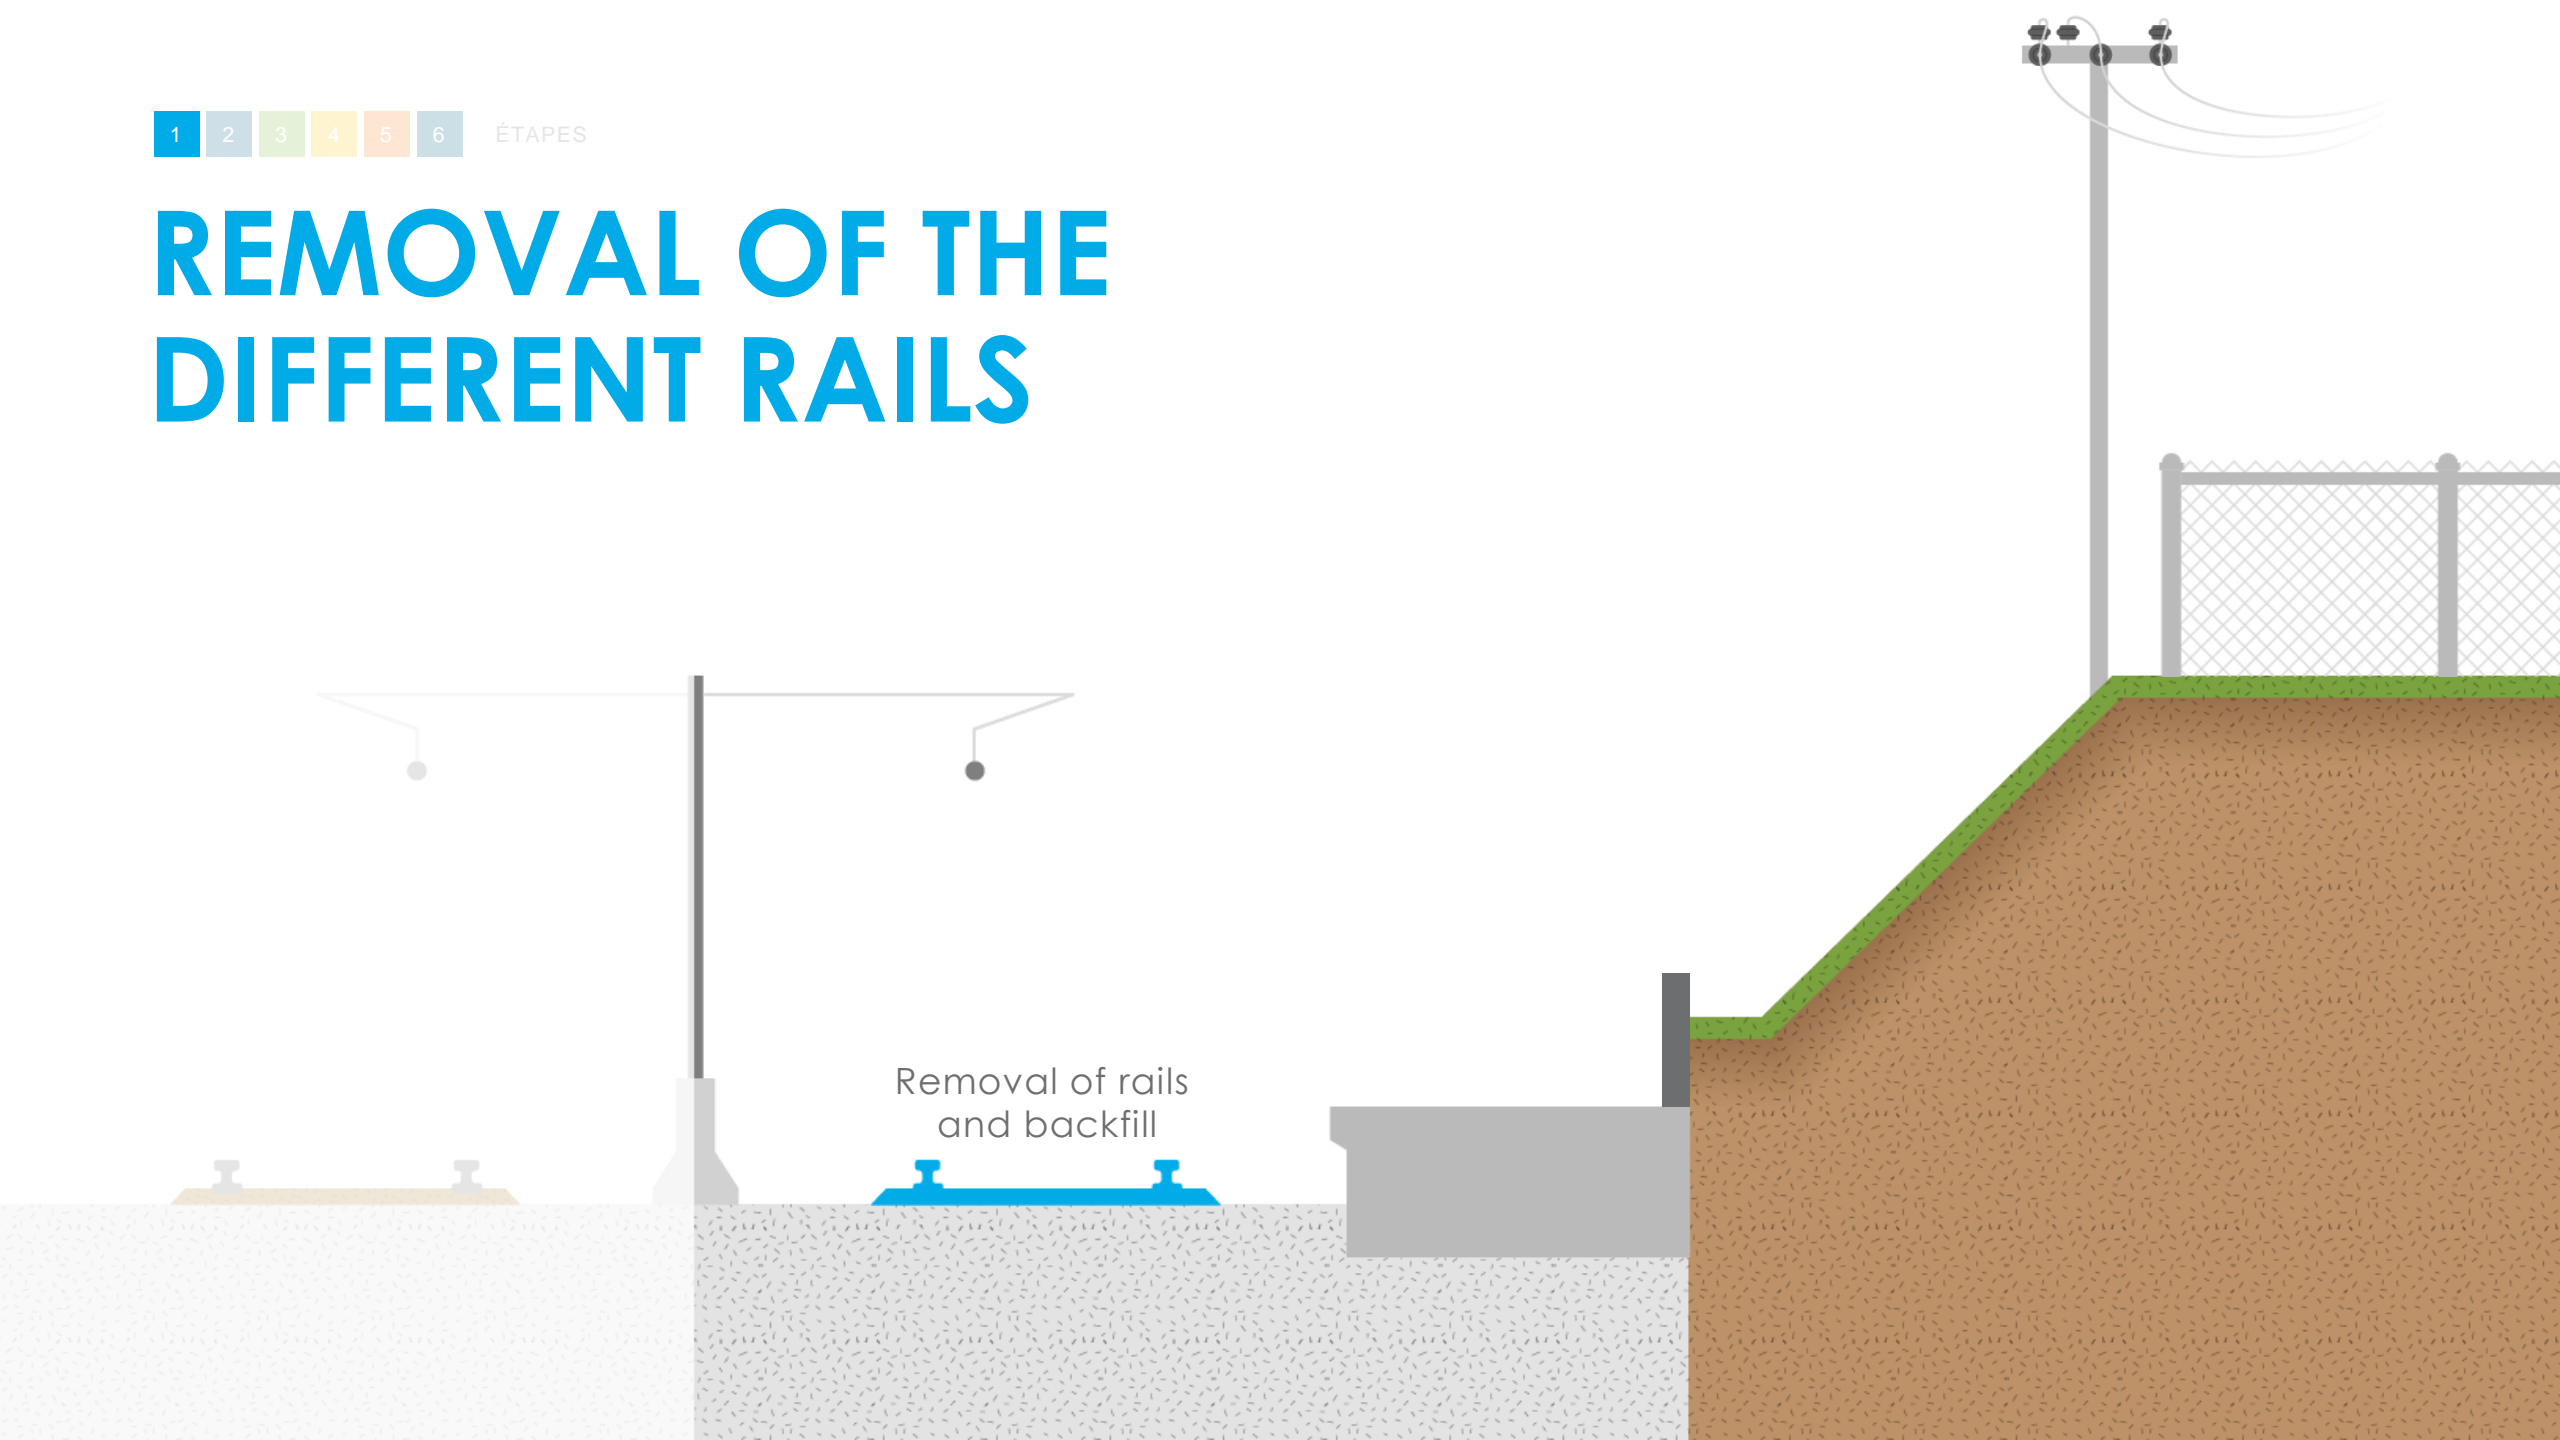 1 2 3 4 5 6 ÉTAPES
REMOVAL OF THE
DIFFERENT RAILS
Removal of rails
and backfill